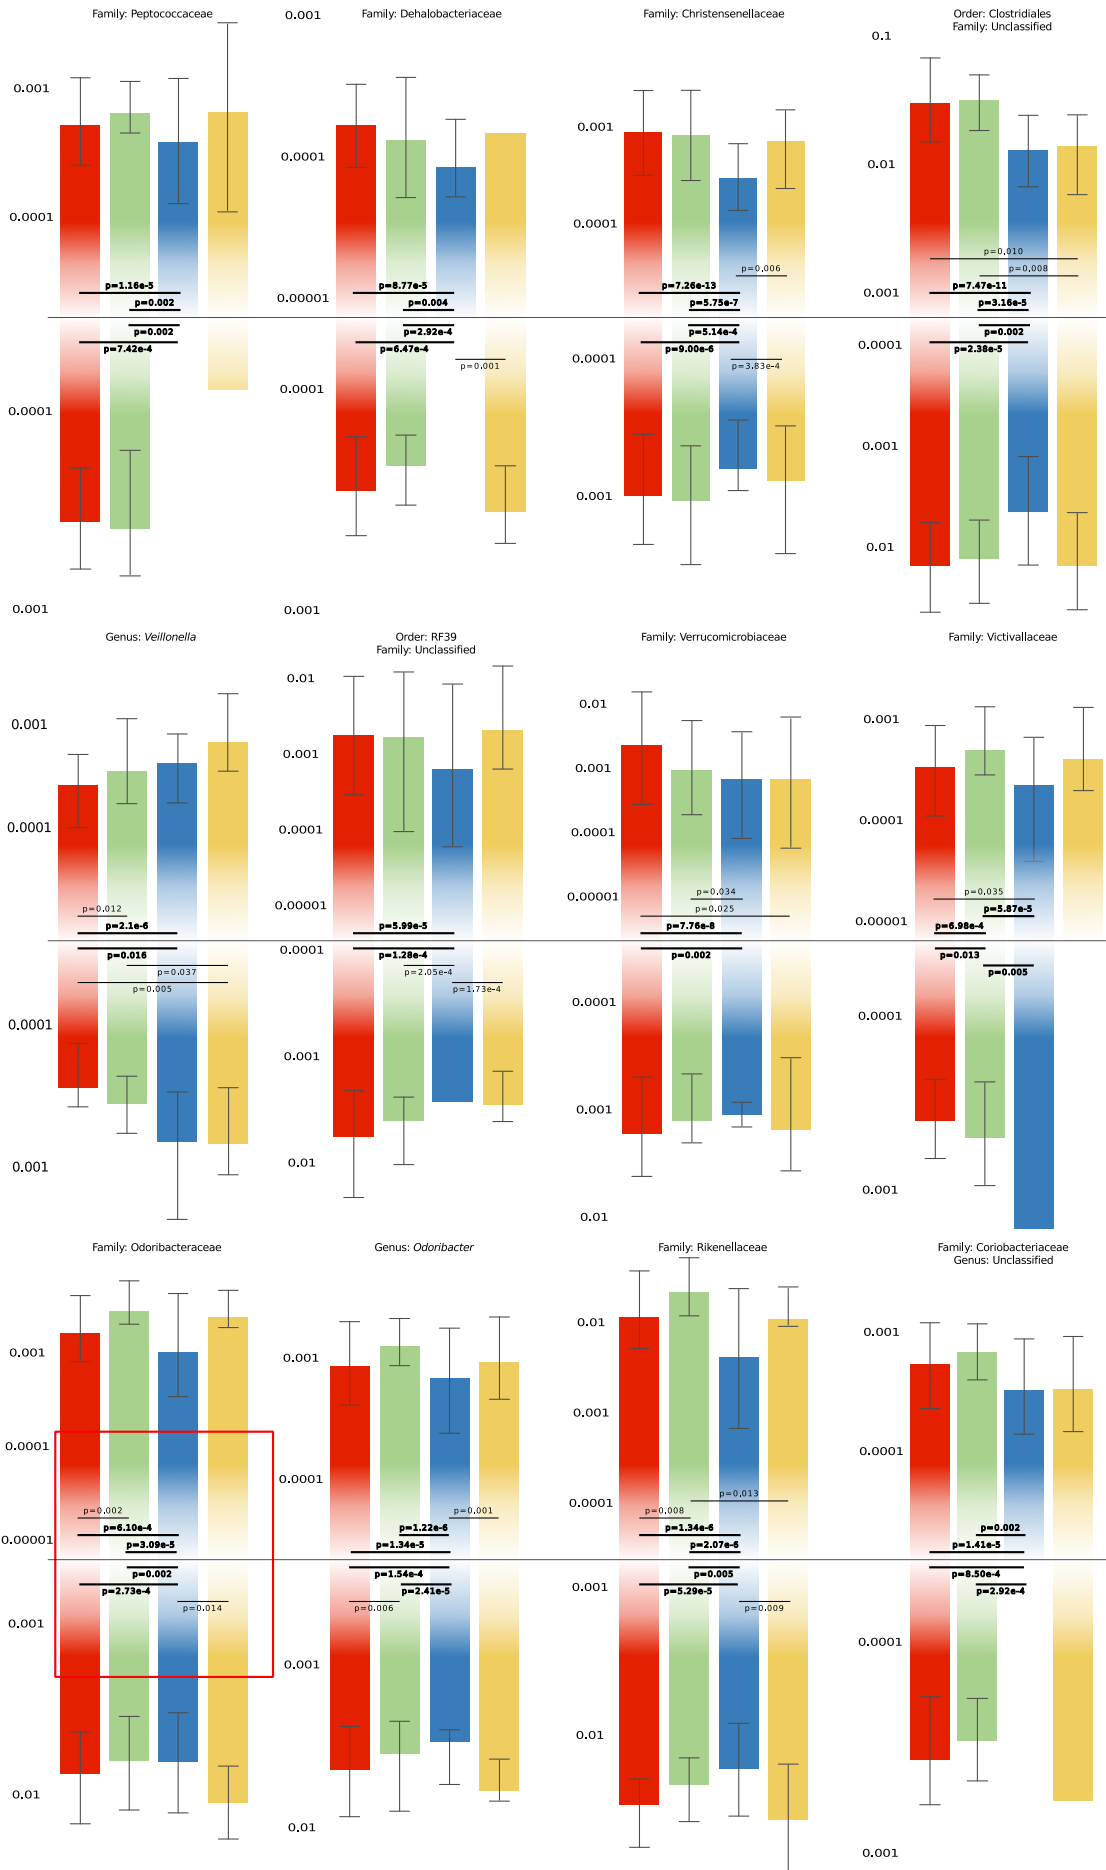 Family: Peptococcaceae
0.001
0.0001
p=1.16e-5
p=0.002
p=0.002
p=7.42e-4
0.0001
0.001
Family: Dehalobacteriaceae
0.001
0.0001
0.00001
p=8.77e-5
p=0.004
p=2.92e-4
p=6.47e-4
p=0.001
0.0001
0.001
Family: Christensenellaceae
0.001
0.0001
p=0.006
p=7.26e-13
p=5.75e-7
p=5.14e-4
p=9.00e-6
p=3.83e-4
0.0001
0.001
Order: Clostridiales
Family: Unclassified
0.1
0.01
0.001
p=0.010
p=0.008
p=7.47e-11
p=3.16e-5
p=0.002
p=2.38e-5
0.0001
0.001
0.01
Genus: Veillonella
0.001
0.0001
p=0.012
p=2.1e-6
p=0.016
p=0.037
p=0.005
0.0001
0.001
Order: RF39
Family: Unclassified
0.01
0.001
0.0001
0.00001
p=5.99e-5
p=1.28e-4
p=2.05e-4
p=1.73e-4
0.0001
0.001
0.01
Family: Verrucomicrobiaceae
0.01
0.001
0.0001
0.00001
p=0.034
p=0.025
p=7.76e-8
p=0.002
0.0001
0.001
0.01
Family: Victivallaceae
0.001
0.0001
0.00001
p=0.035
p=5.87e-5
p=6.98e-4
p=0.013
p=0.005
0.0001
0.001
Family: Odoribacteraceae
0.001
0.0001
0.00001
p=0.002
p=6.10e-4
p=3.09e-5
p=0.002
p=2.73e-4
p=0.014
0.001
0.01
Genus: Odoribacter
0.001
0.0001
p=0.001
p=1.22e-6
p=1.34e-5
p=1.54e-4
p=2.41e-5
p=0.006
0.001
0.01
Family: Rikenellaceae
0.01
0.001
0.0001
p=0.013
p=0.008
p=1.34e-6
p=2.07e-6
p=0.005
p=5.29e-5
p=0.009
0.001
0.01
Family: Coriobacteriaceae
Genus: Unclassified
0.001
0.0001
p=0.002
p=1.41e-5
p=8.50e-4
p=2.92e-4
0.0001
0.001